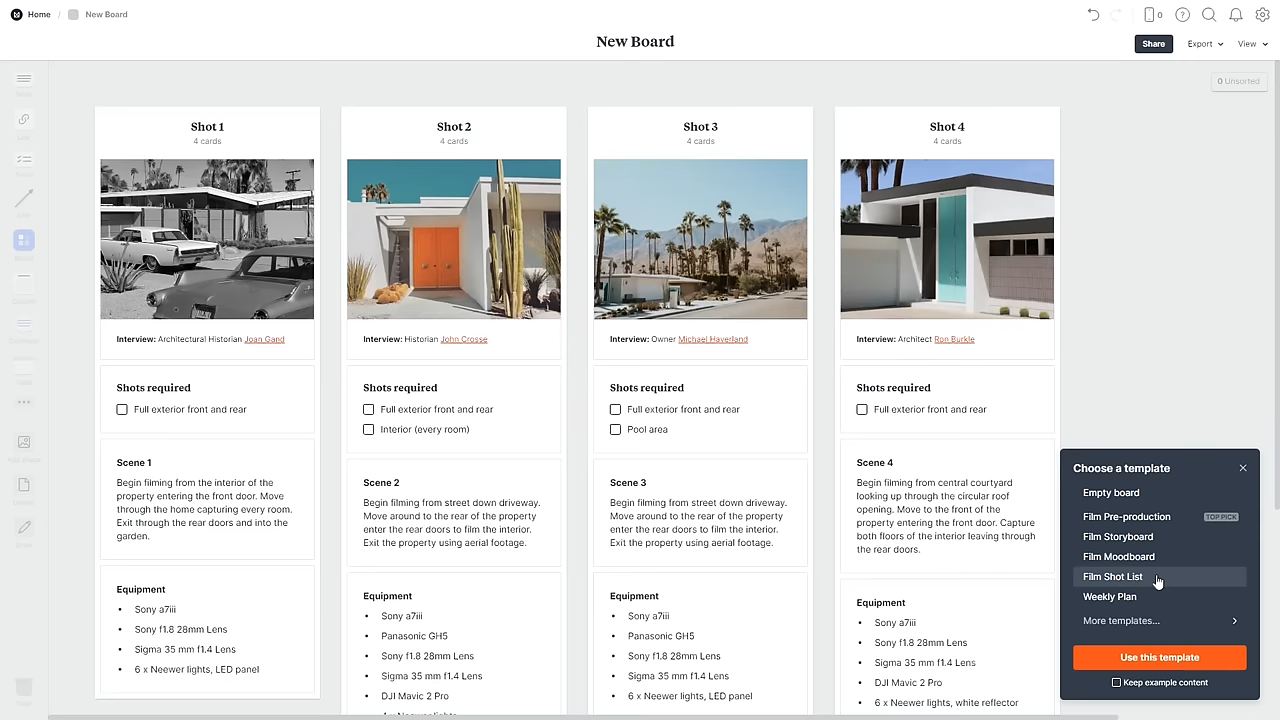 Home / New Board
0
New Board
Share
Export
View
0 Unsorted
Shot 1
4 cards
Interview: Architectural Historian Joan Gand
Shots required
Full exterior front and rear
Scene 1
Begin filming from the interior of the
property entering the front door. Move
through the home capturing every room.
Exit through the rear doors and into the
garden.
Equipment
• Sony a7iii
• Sony f1.8 28mm Lens
• Sigma 35 mm f1.4 Lens
• 6 x Neewer lights, LED panel
Shot 2
4 cards
Interview: Historian John Crosse
Shots required
Full exterior front and rear
Interior (every room)
Scene 2
Begin filming from street down driveway.
Move around to the rear of the property
enter the rear doors to film the interior.
Exit the property using aerial footage.
Equipment
• Sony a7iii
• Panasonic GH5
• Sony f1.8 28mm Lens
• Sigma 35 mm f1.4 Lens
• DJI Mavic 2 Pro
Shot 3
4 cards
Interview: Owner Michael Haverland
Shots required
Full exterior front and rear
Pool area
Scene 3
Begin filming from street down driveway.
Move around to the rear of the property
enter the rear doors to film the interior.
Exit the property using aerial footage.
Equipment
• Sony a7iii
• Panasonic GH5
• Sony f1.8 28mm Lens
• Sigma 35 mm f1.4 Lens
• 6 x Neewer lights, LED panel
Shot 4
4 cards
Interview: Architect Ron Burkle
Shots required
Full exterior front and rear
Scene 4
Begin filming from central courtyard
looking up through the circular roof
opening. Move to the front of the
property entering the front door. Capture
both floors of the interior leaving through
the rear doors.
Equipment
• Sony a7iii
• Sony f1.8 28mm Lens
• Sigma 35 mm f1.4 Lens
• DJI Mavic 2 Pro
• 6 x Neewer lights, white reflector
Choose a template
Empty board
Film Pre-production TOP PICK
Film Storyboard
Film Moodboard
Film Shot List
Weekly Plan
More templates...
Use this template
Keep example content